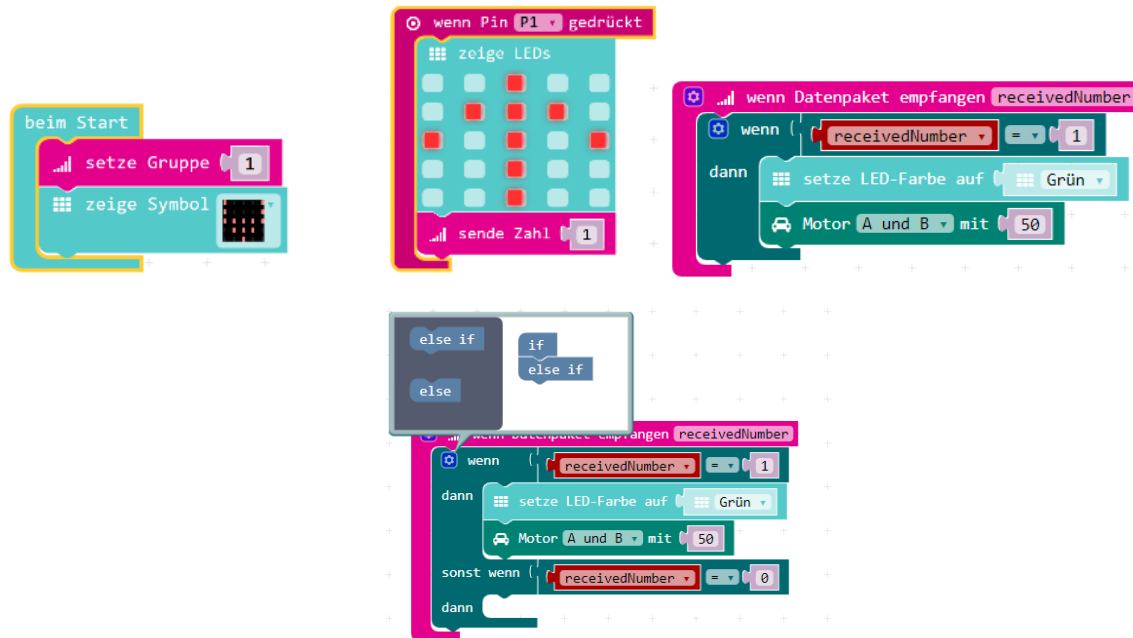 beim Start
setze Gruppe 1
zeige Symbol
wenn Pin P1 gedrückt
zeige LEDs
sende Zahl 1
wenn Datenpaket empfangen receivedNumber
wenn ( receivedNumber = 1
dann setze LED-Farbe auf Grün
Motor A und B mit 50
else if
else
if
else if
wenn Datenpaket empfangen receivedNumber
wenn ( receivedNumber = 1
dann setze LED-Farbe auf Grün
Motor A und B mit 50
sonst wenn ( receivedNumber = 0
dann